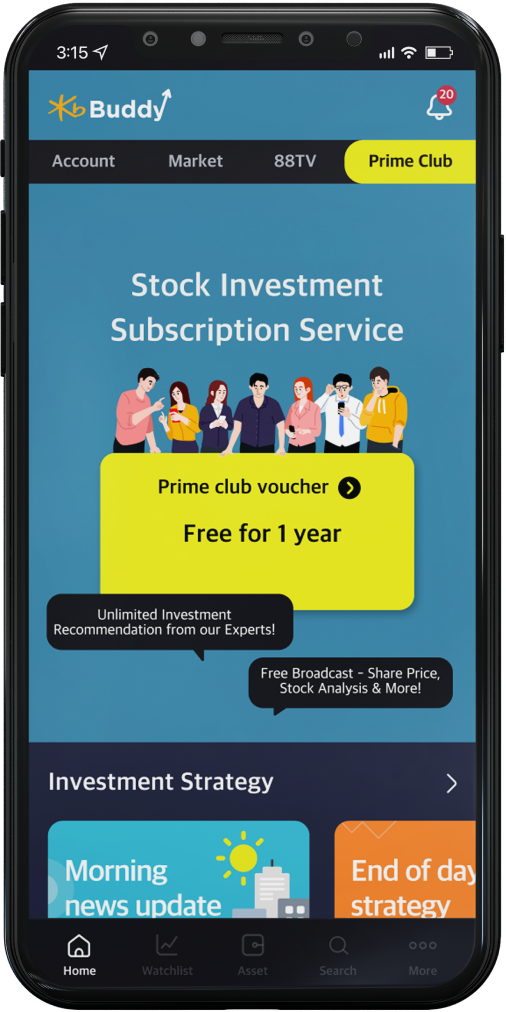 3:15
Kb Buddy
20
Account Market 88TV Prime Club
Stock Investment
Subscription Service
Prime club voucher
Free for 1 year
Unlimited Investment
Recommendation from our Experts!
Free Broadcast - Share Price,
Stock Analysis & More!
Investment Strategy
Morning
news update
End of day
strategy
Home Watchlist Asset Search More